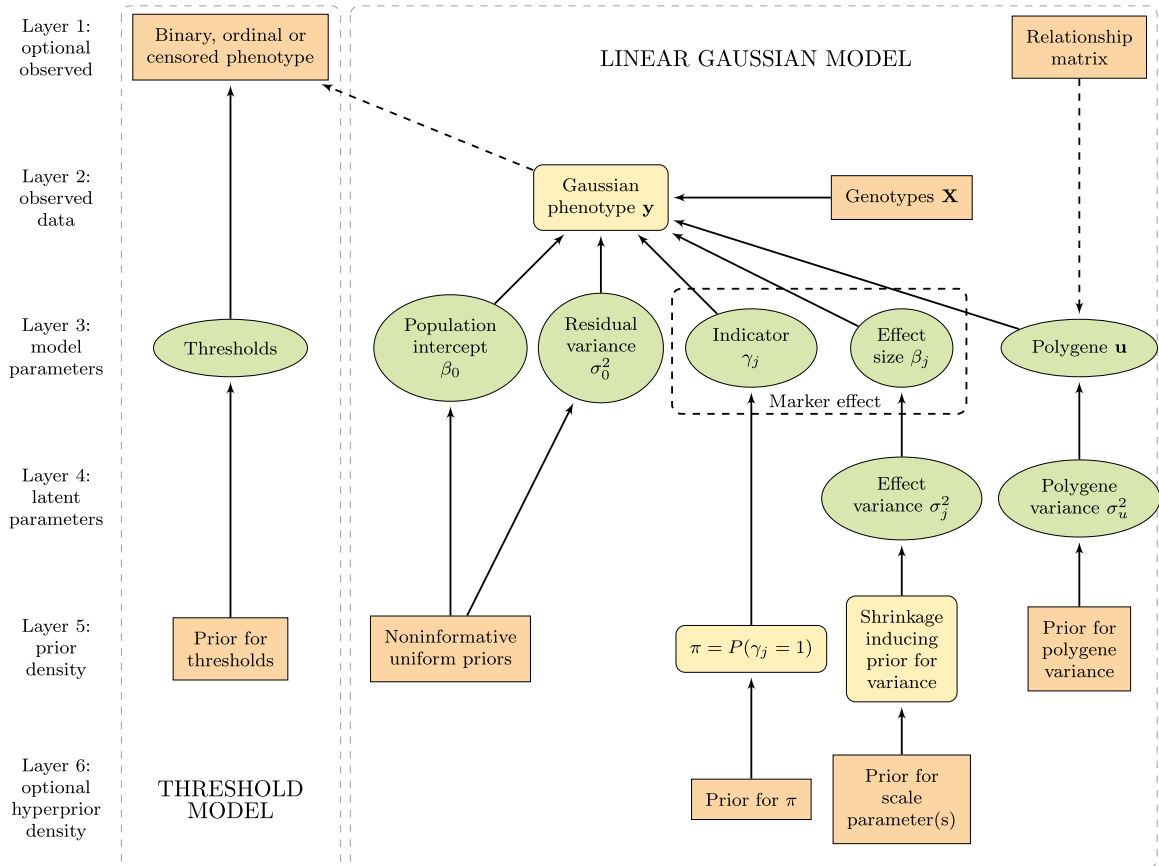 Layer 1:
optional
observed
Binary, ordinal or
censored phenotype
LINEAR GAUSSIAN MODEL
Relationship
matrix
Layer 2:
observed
data
Gaussian
phenotype y
Genotypes X
Layer 3:
model
parameters
Thresholds
Population
intercept
β₀
Residual
variance
σ₀²
Indicator
γⱼ
Effect
size βⱼ
Polygene u
Marker effect
Layer 4:
latent
parameters
Effect
variance σⱼ²
Polygene
variance σᵤ²
Layer 5:
prior
density
Prior for
thresholds
Noninformative
uniform priors
π = P(γⱼ = 1)
Shrinkage
inducing
prior for
variance
Prior for
polygene
variance
Layer 6:
optional
hyperprior
density
THRESHOLD
MODEL
Prior for π
Prior for
scale
parameter(s)